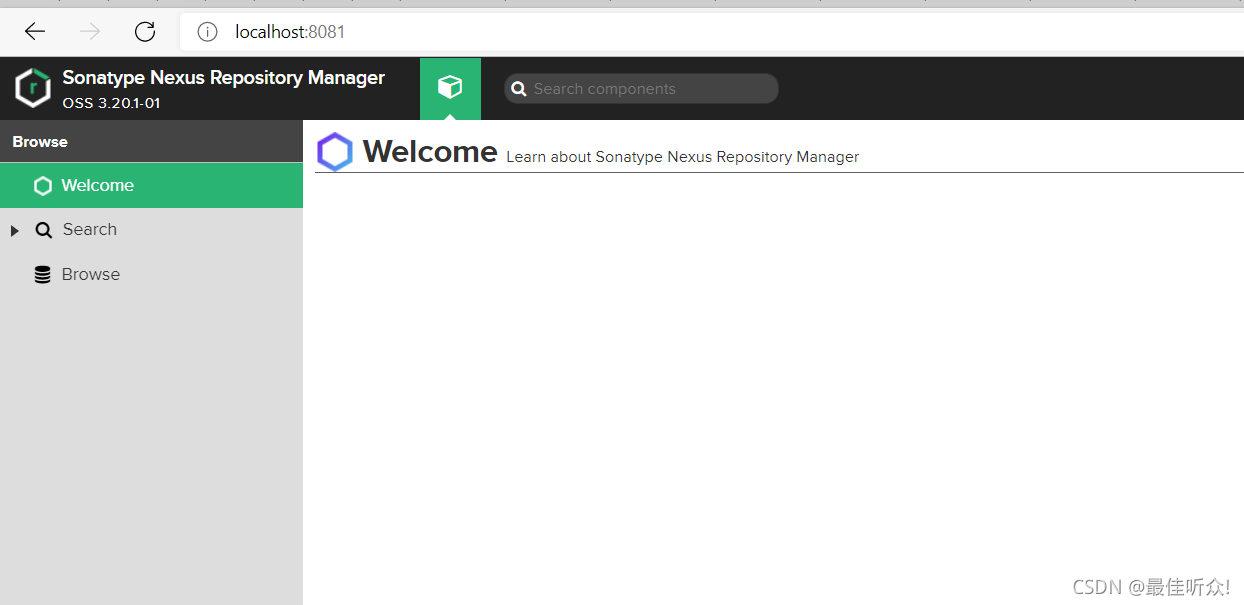 localhost:8081
Sonatype Nexus Repository Manager
OSS 3.20.1-01
Search components
Browse
Welcome
Search
Browse
Welcome Learn about Sonatype Nexus Repository Manager
CSDN @最佳听众!